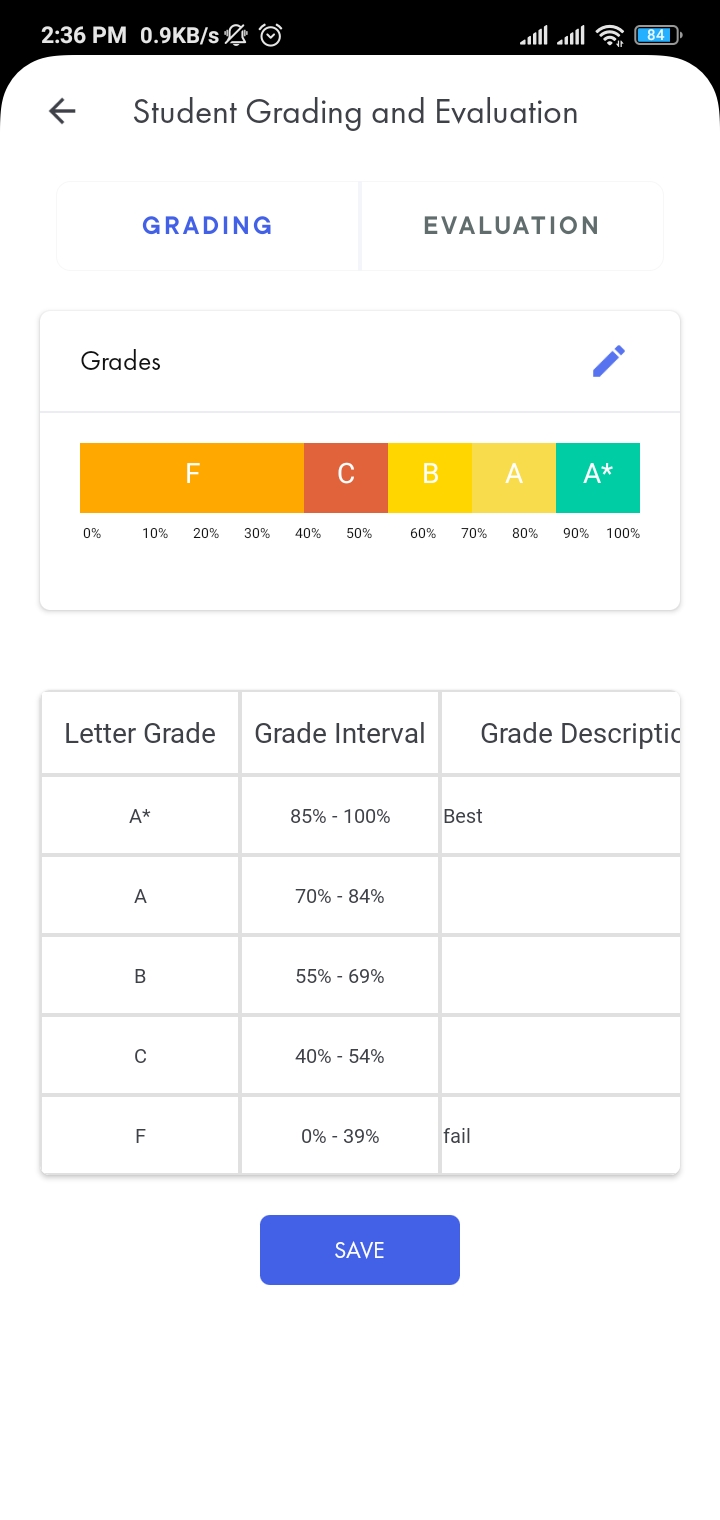 2:36 PM 0.9KB/s 84
Student Grading and Evaluation
GRADING EVALUATION
Grades
F C B A A*
0% 10% 20% 30% 40% 50% 60% 70% 80% 90% 100%
Letter Grade Grade Interval Grade Descriptio
A* 85% - 100% Best
A 70% - 84%
B 55% - 69%
C 40% - 54%
F 0% - 39% fail
SAVE